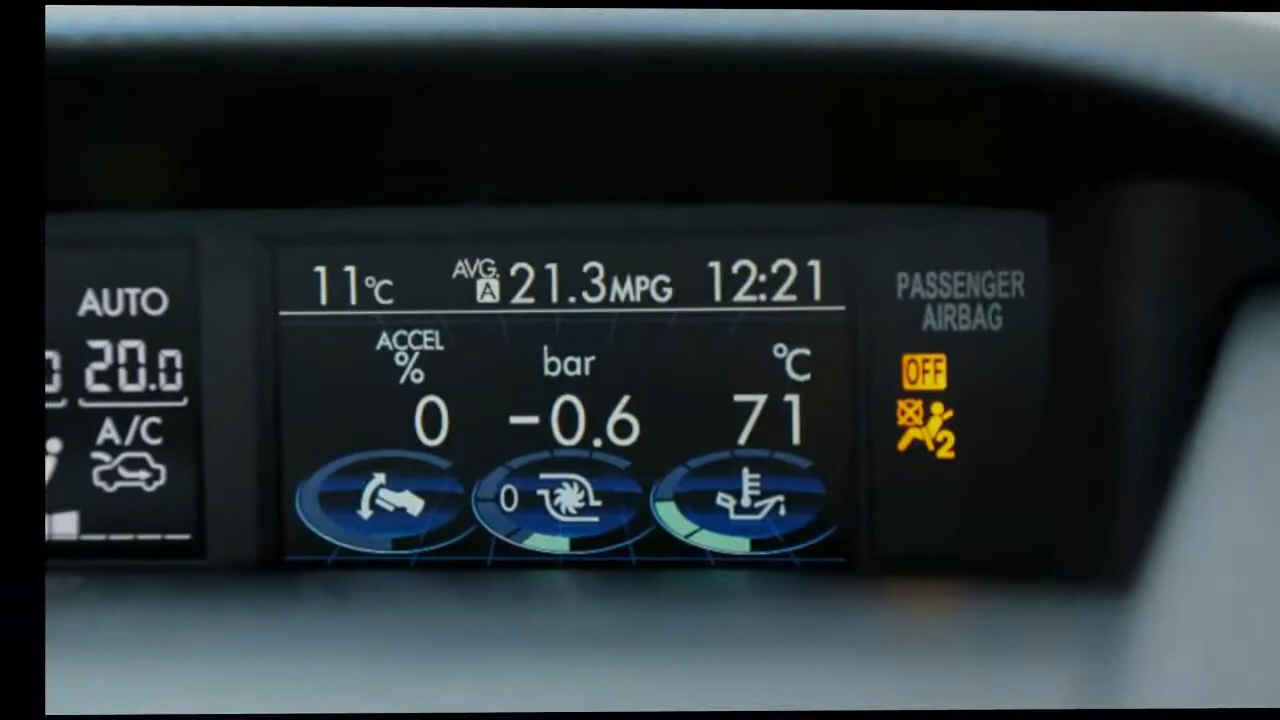 11°C AVG. A 21.3MPG 12:21
AUTO
20.0
A/C
ACCEL % bar °C
0 -0.6 71
0
PASSENGER
AIRBAG
OFF
2